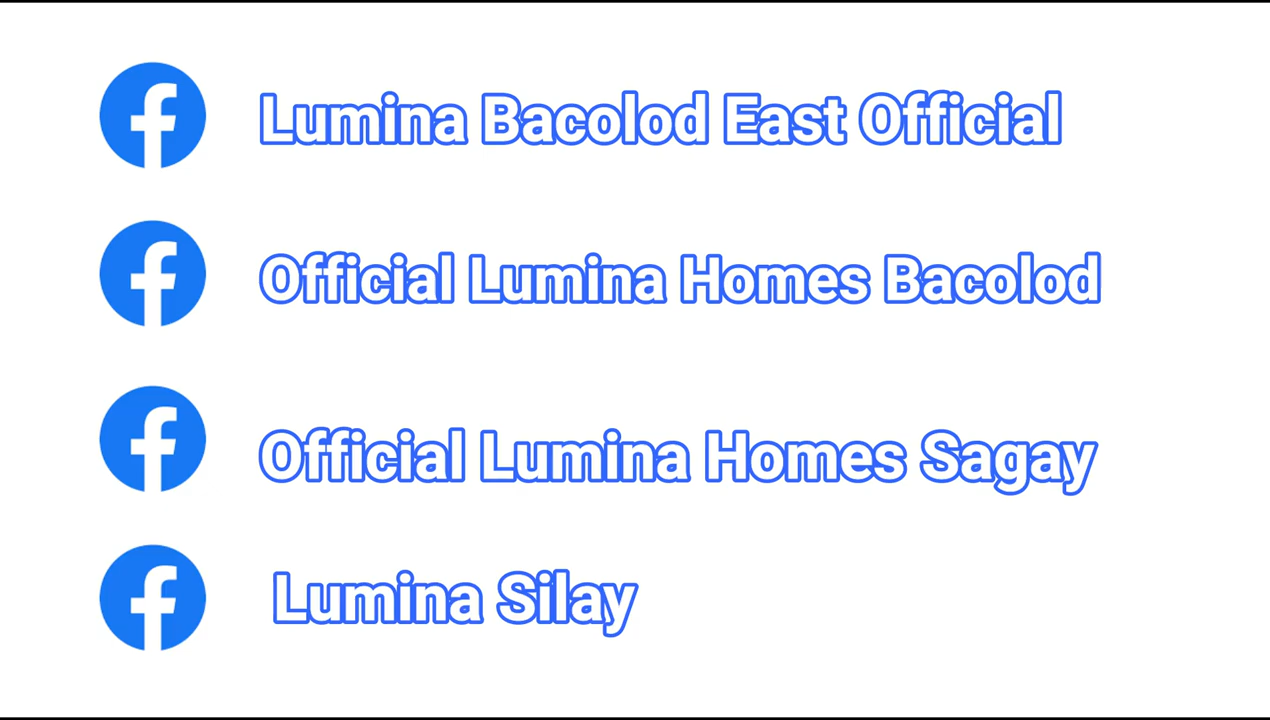 Lumina Bacolod East Official
Official Lumina Homes Bacolod
Official Lumina Homes Sagay
Lumina Silay